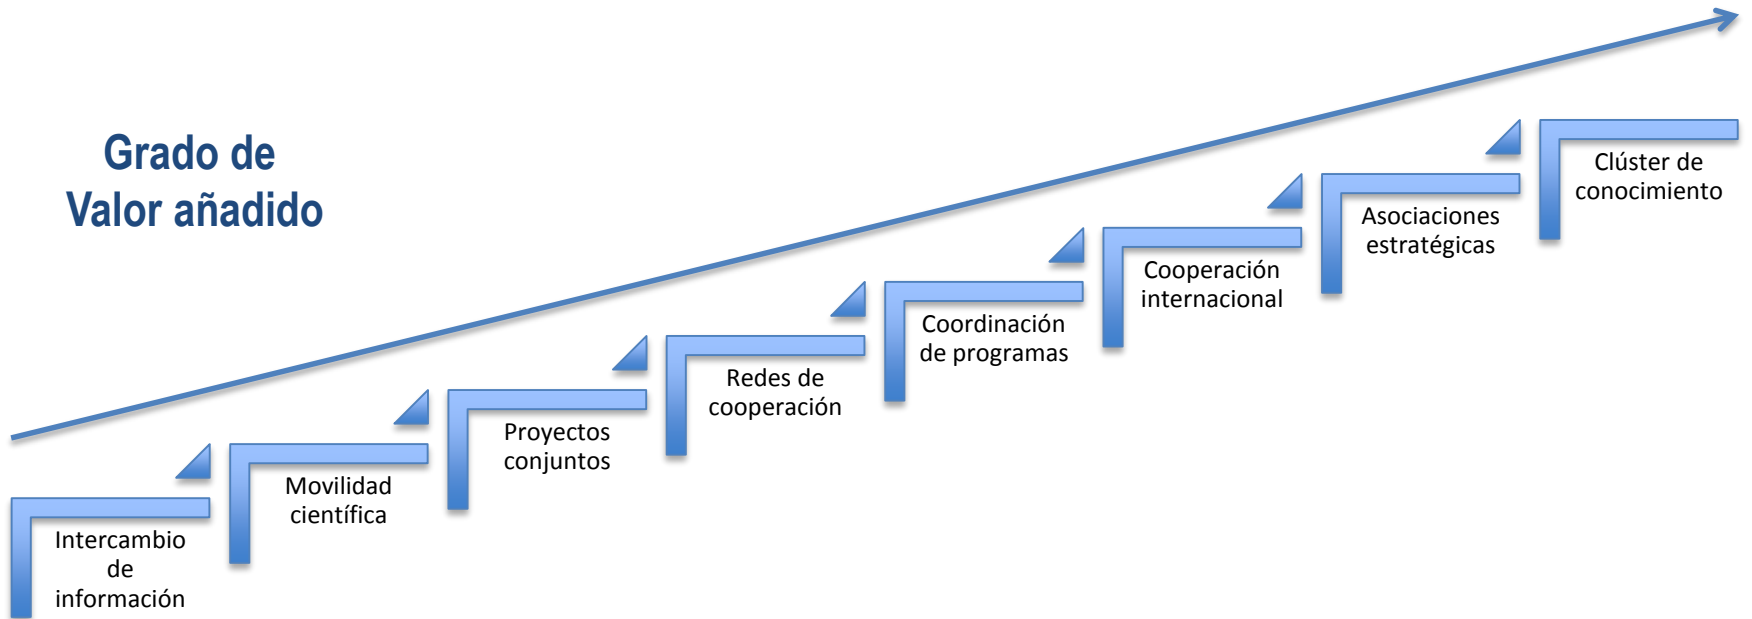 Grado de
Valor añadido
Intercambio
de
información
Movilidad
científica
Proyectos
conjuntos
Redes de
cooperación
Coordinación
de programas
Cooperación
internacional
Asociaciones
estratégicas
Clúster de
conocimiento